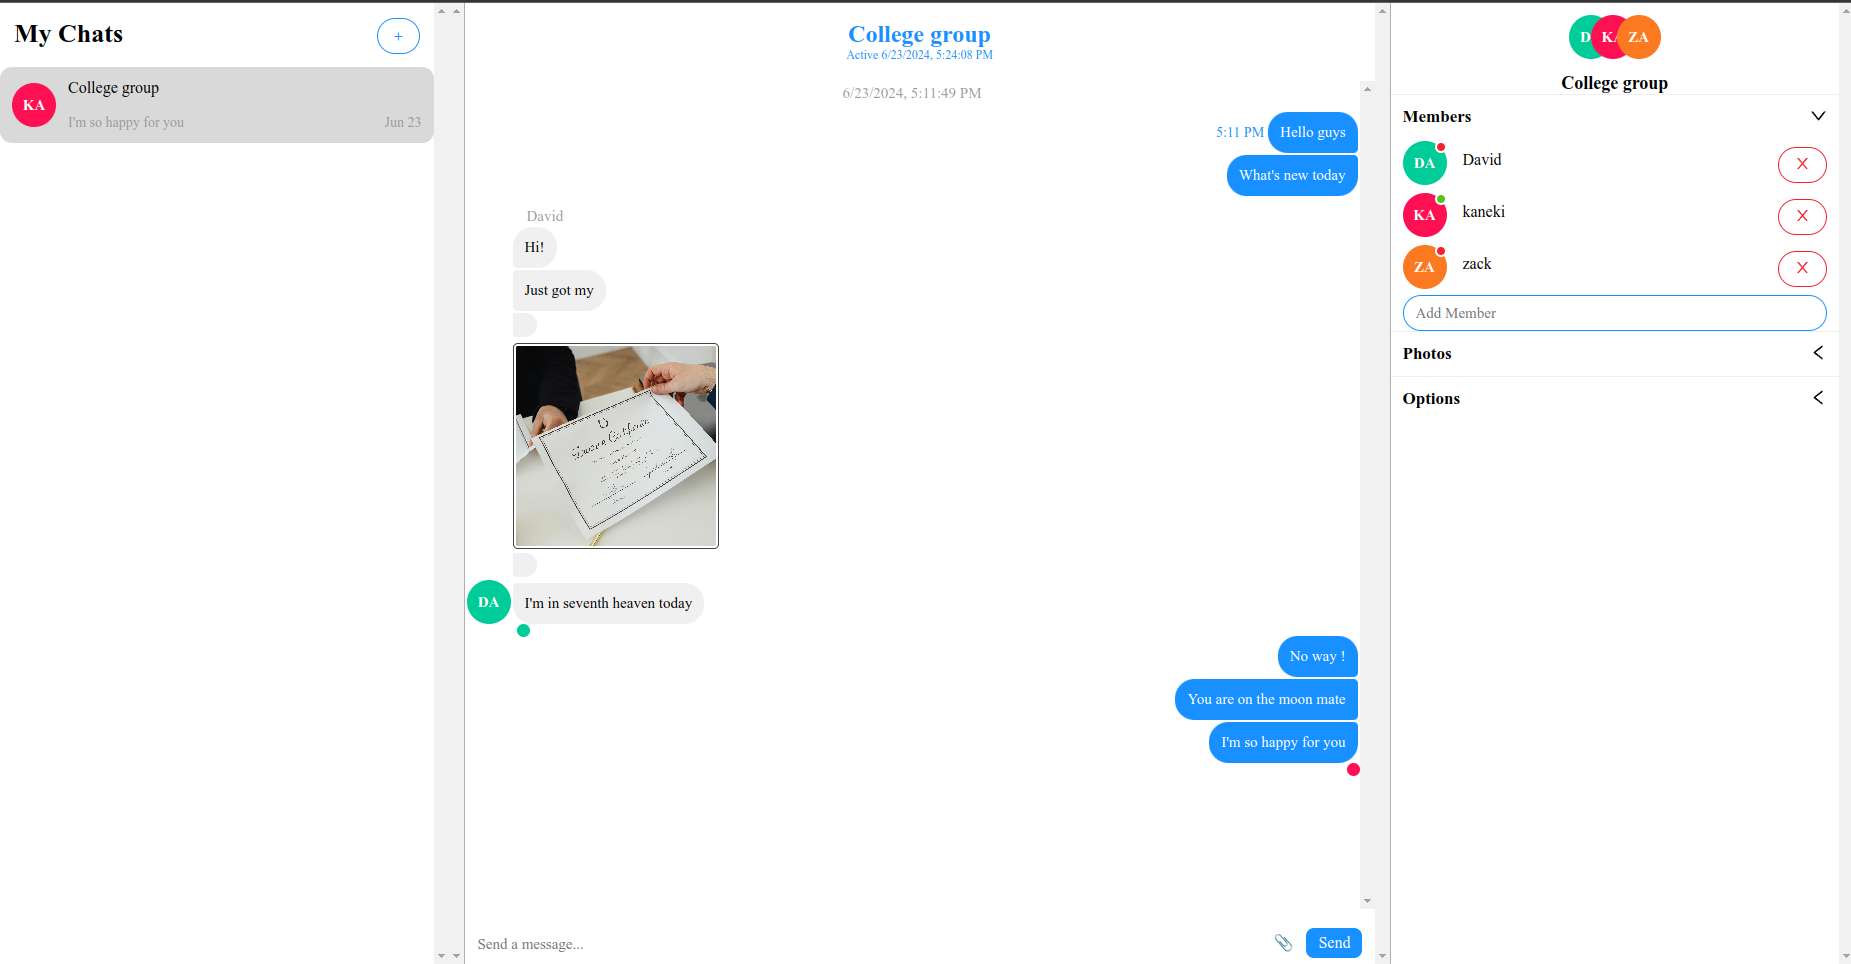 My Chats
+
KA
College group
I'm so happy for you
Jun 23
College group
Active 6/23/2024, 5:24:08 PM
6/23/2024, 5:11:49 PM
5:11 PM
Hello guys
What's new today
David
Hi!
Just got my
DA
I'm in seventh heaven today
No way !
You are on the moon mate
I'm so happy for you
Send a message...
Send
D KA ZA
College group
Members
DA
David
X
KA
kaneki
X
ZA
zack
X
Add Member
Photos
Options